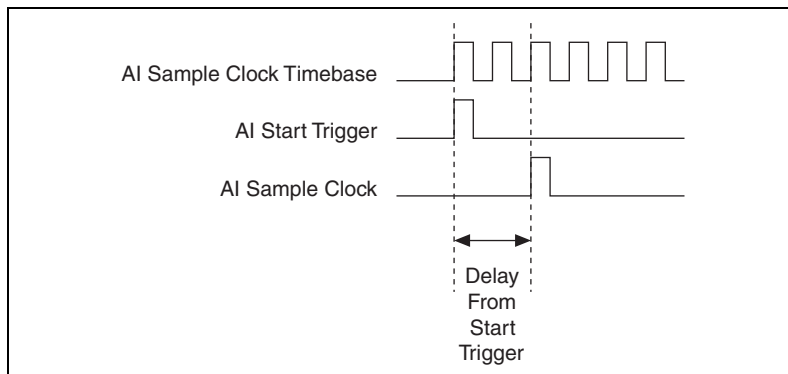 AI Sample Clock Timebase
AI Start Trigger
AI Sample Clock
Delay
From
Start
Trigger